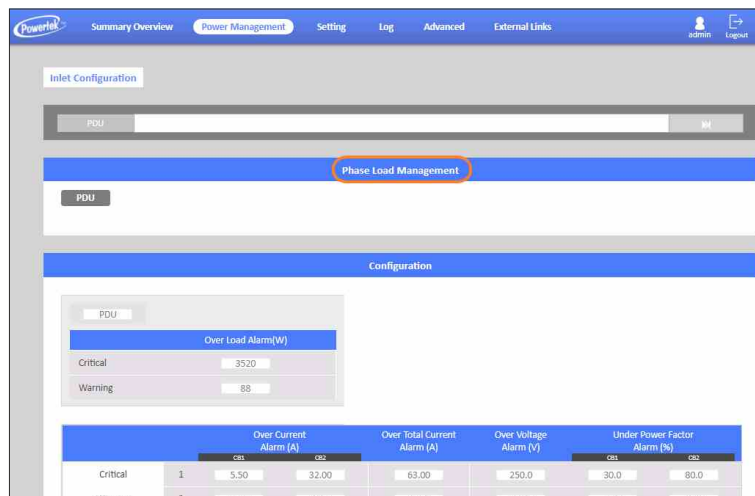 Powertek
Summary Overview Power Management Setting Log Advanced External Links admin Logout
Inlet Configuration
PDU
Phase Load Management
PDU
Configuration
PDU
Over Load Alarm(W)
Critical 3520
Warning 88
Over Current Alarm (A) Over Total Current Alarm (A) Over Voltage Alarm (V) Under Power Factor Alarm (%)
CB1 CB2 CB1 CB2
Critical 1 5.50 32.00 63.00 250.0 30.0 80.0